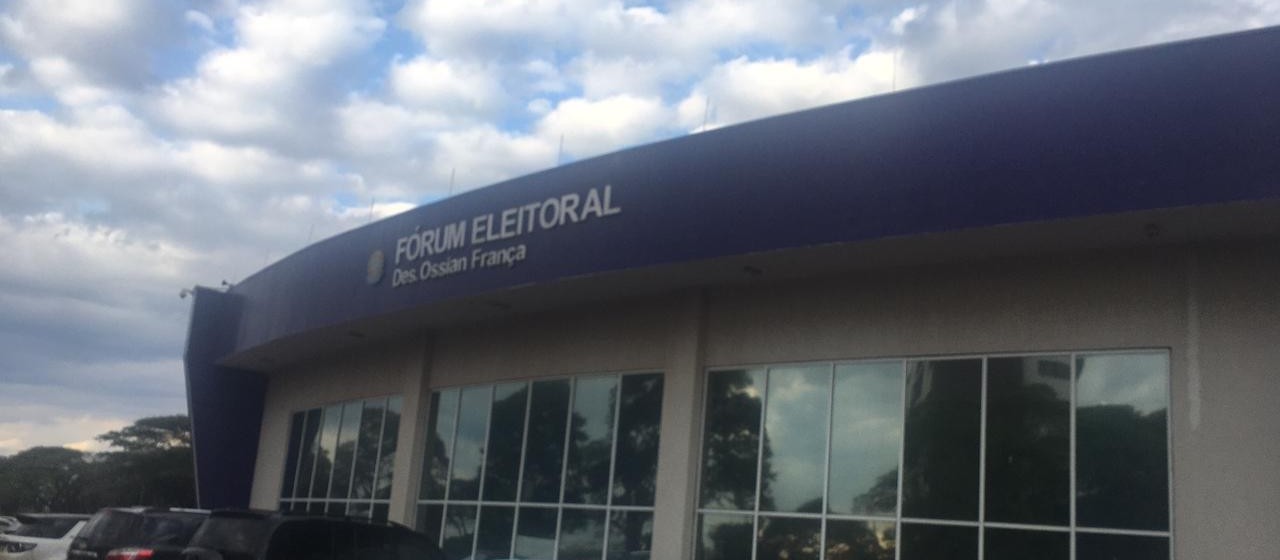 FÓRUM ELEITORAL
Des. Ossian França